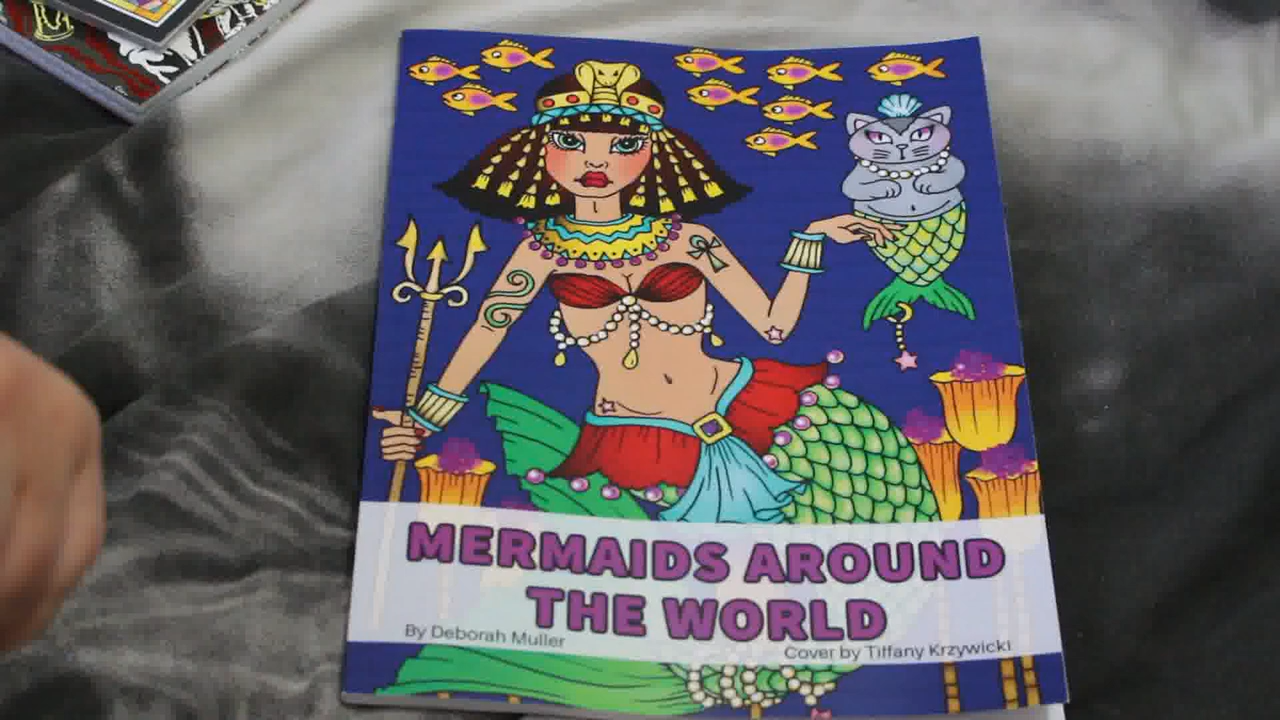 MERMAIDS AROUND
THE WORLD
By Deborah Muller
Cover by Tiffany Krzywicki